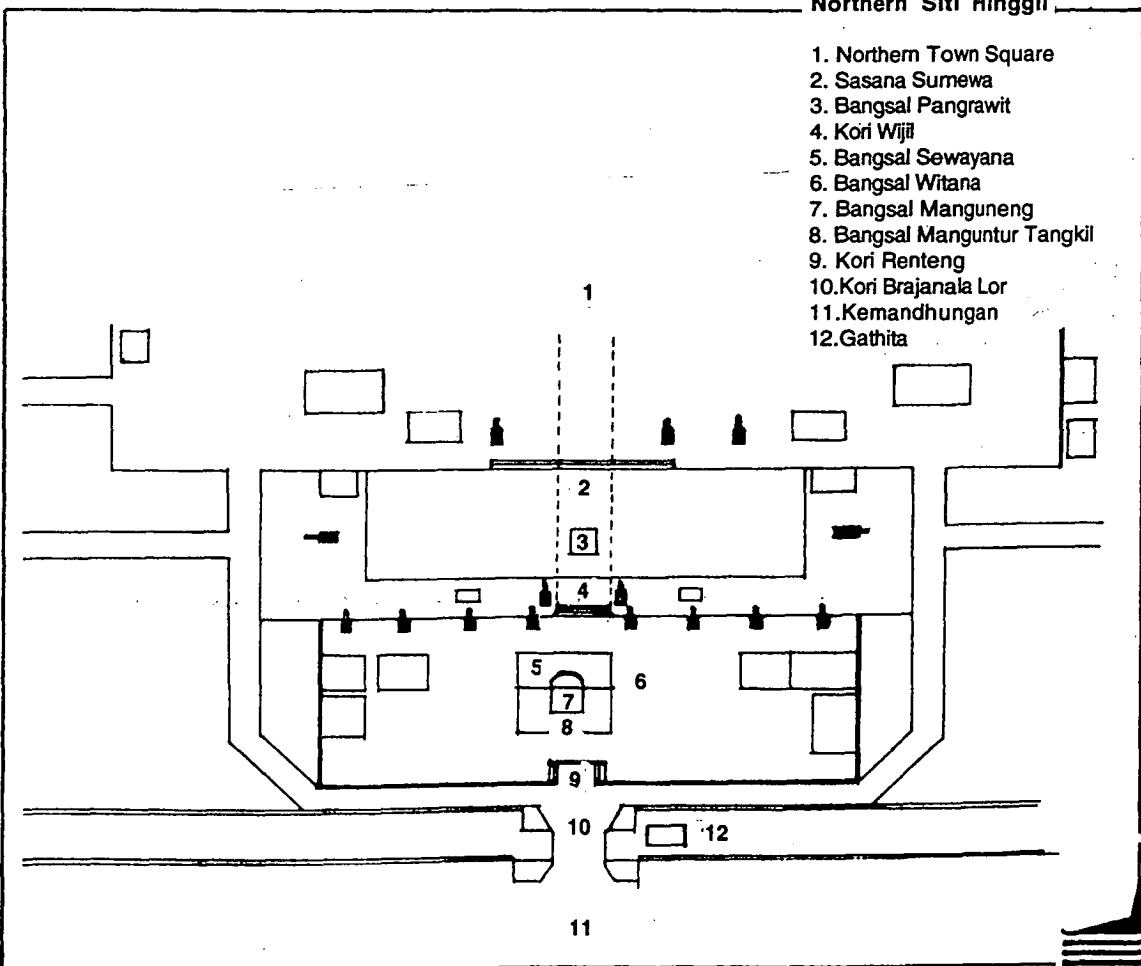 Northern Siti Hinggil
1. Northern Town Square
2. Sasana Sumewa
3. Bangsal Pangrawit
4. Kori Wijil
5. Bangsal Sewayana
6. Bangsal Witana
7. Bangsal Manguneng
8. Bangsal Manguntur Tangkil
9. Kori Renteng
10.Kori Brajanala Lor
11.Kemandhungan
12.Gathita
1
2
3
4
5
6
7
8
9
10
12
11